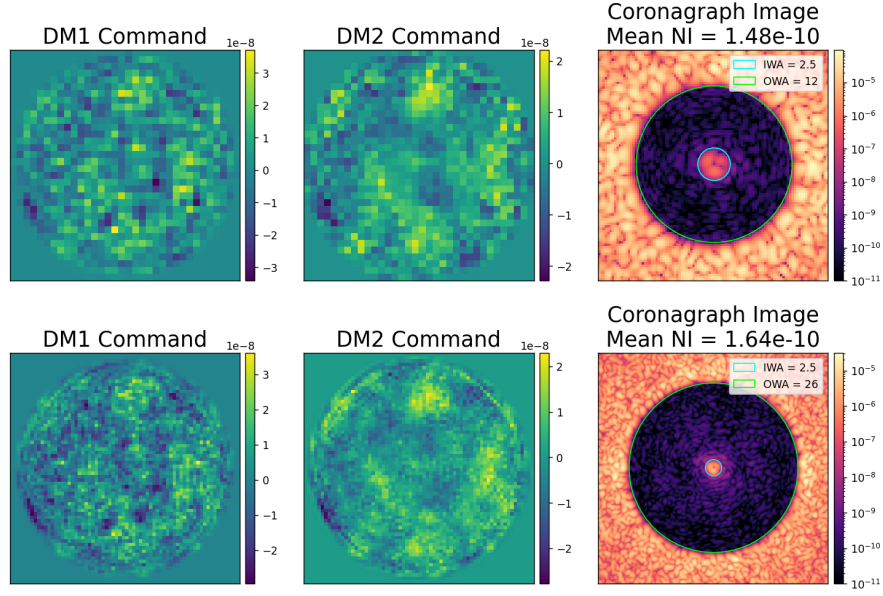 DM1 Command
1e−8
3
2
1
0
−1
−2
−3
DM2 Command
1e−8
2
1
0
−1
−2
Coronagraph Image
Mean NI = 1.48e-10
IWA = 2.5
OWA = 12
10⁻⁵
10⁻⁶
10⁻⁷
10⁻⁸
10⁻⁹
10⁻¹⁰
10⁻¹¹
DM1 Command
1e−8
3
2
1
0
−1
−2
DM2 Command
1e−8
2
1
0
−1
−2
Coronagraph Image
Mean NI = 1.64e-10
IWA = 2.5
OWA = 26
10⁻⁵
10⁻⁶
10⁻⁷
10⁻⁸
10⁻⁹
10⁻¹⁰
10⁻¹¹